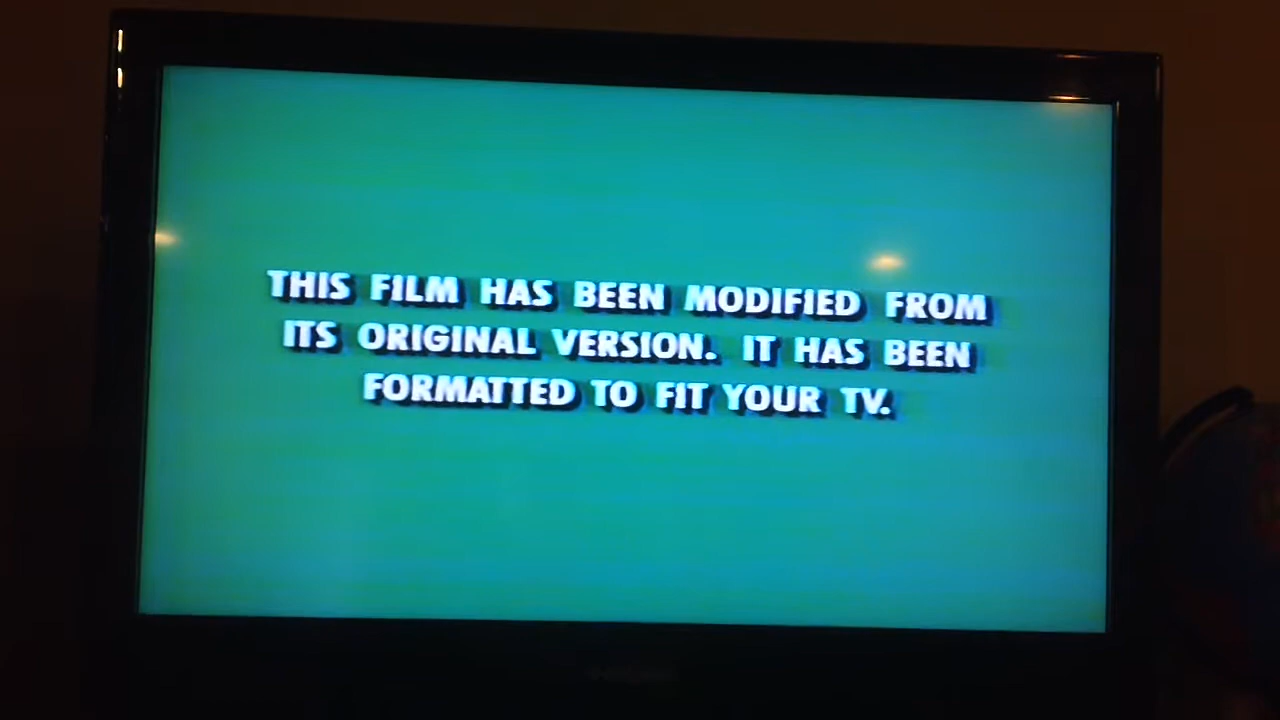 THIS FILM HAS BEEN MODIFIED FROM
ITS ORIGINAL VERSION. IT HAS BEEN
FORMATTED TO FIT YOUR TV.